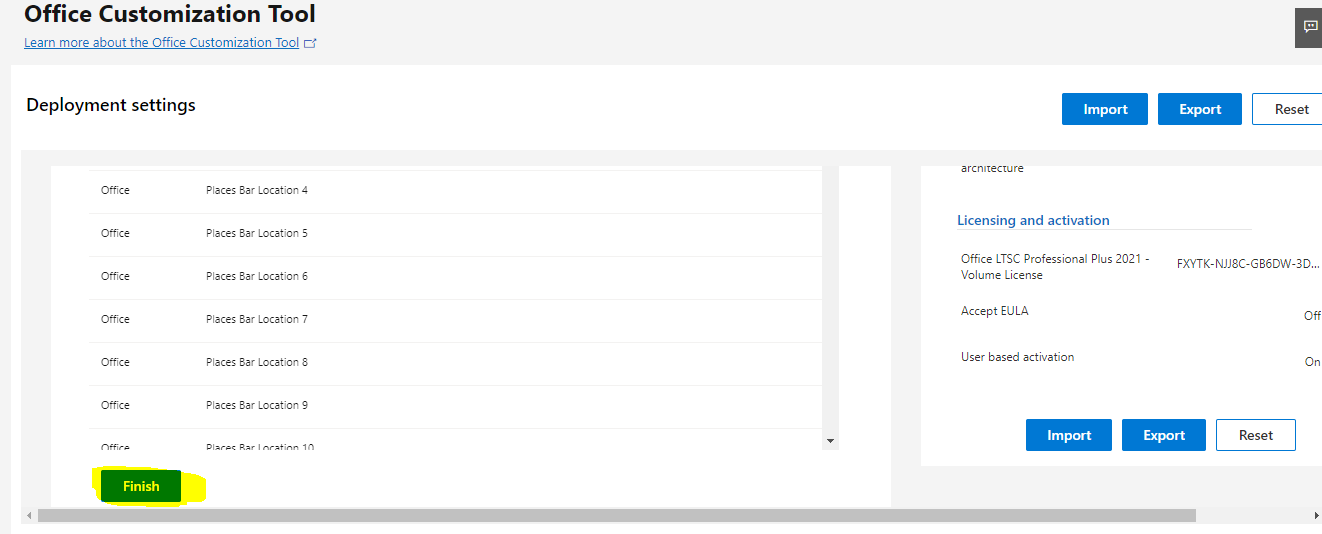 Office Customization Tool
Learn more about the Office Customization Tool
Deployment settings
Import
Export
Reset
Office Places Bar Location 4
Office Places Bar Location 5
Office Places Bar Location 6
Office Places Bar Location 7
Office Places Bar Location 8
Office Places Bar Location 9
Office Places Bar Location 10
Finish
architecture
Licensing and activation
Office LTSC Professional Plus 2021 -
Volume License
FXYTK-NJJ8C-GB6DW-3D...
Accept EULA
Off
User based activation
On
Import
Export
Reset